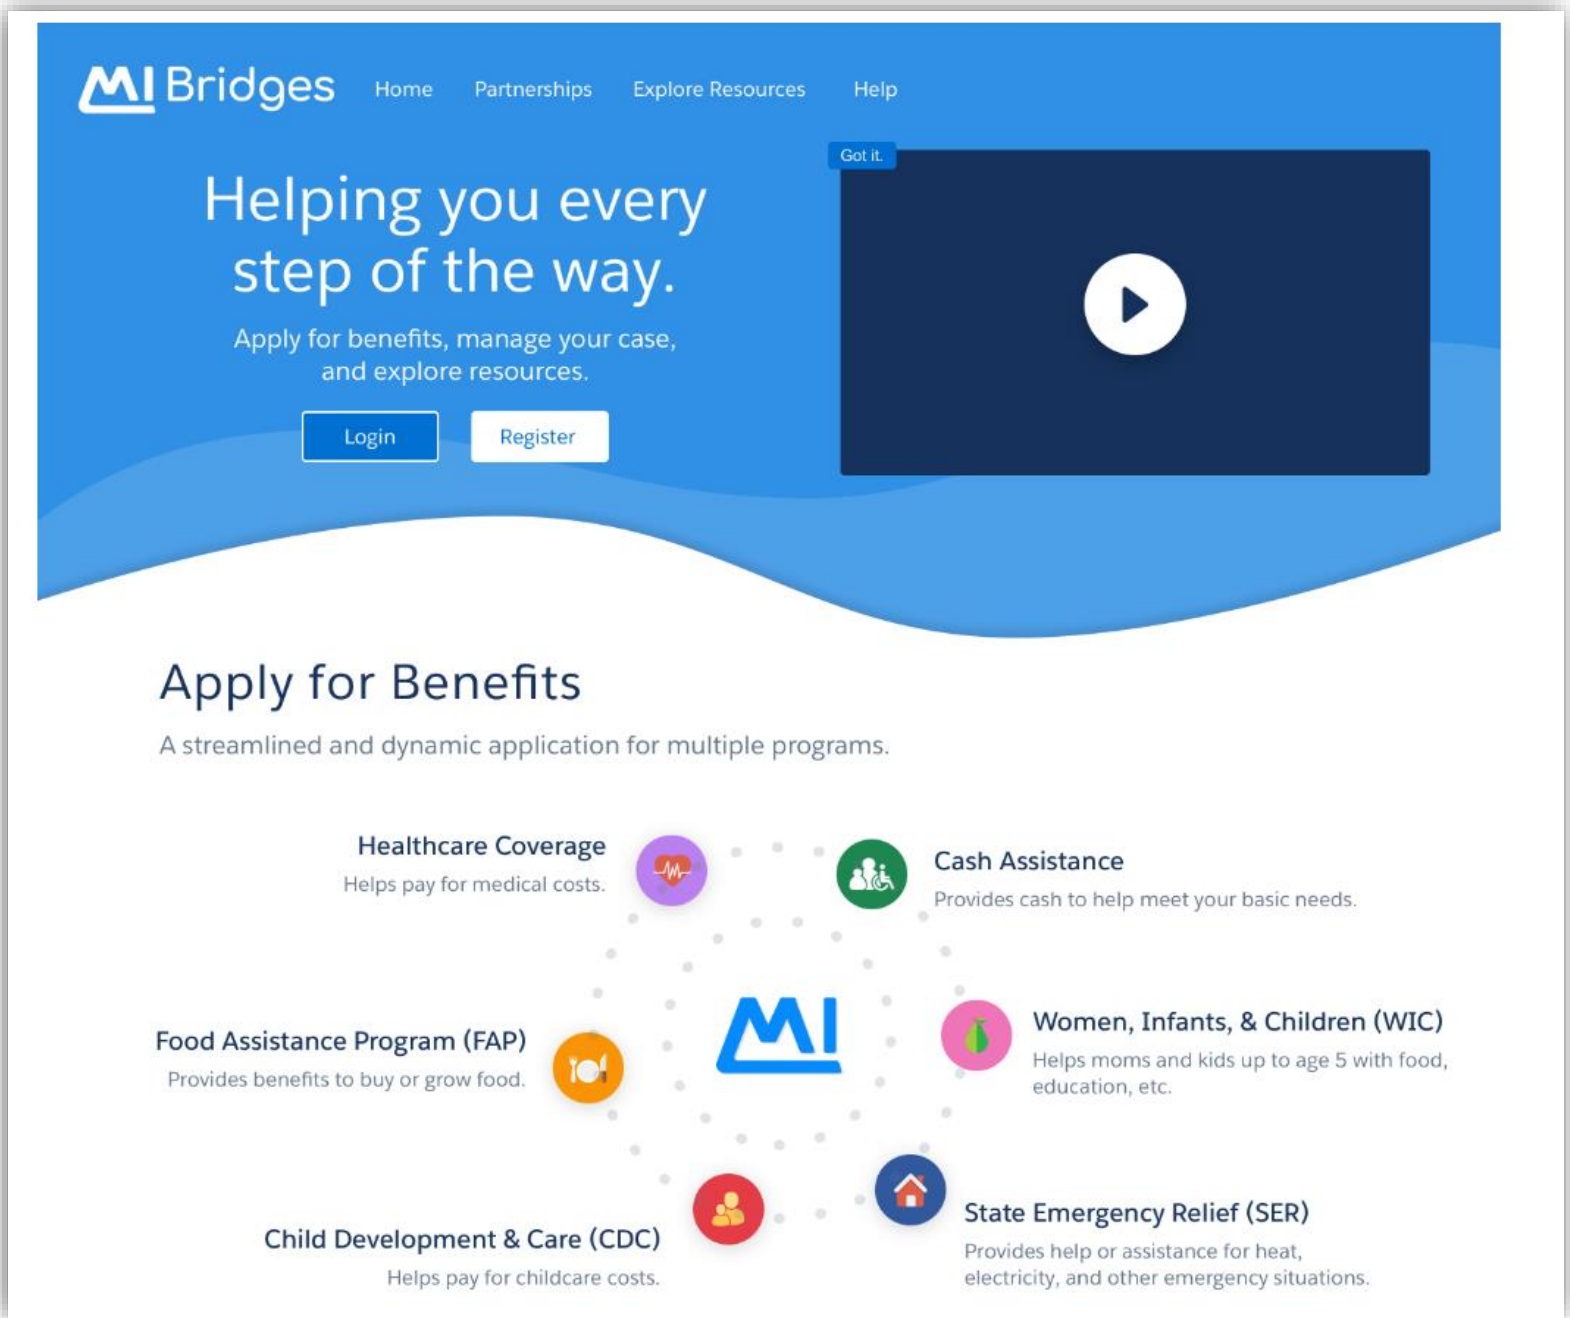 MI Bridges Home Partnerships Explore Resources Help
Got it.
Helping you every
step of the way.
Apply for benefits, manage your case,
and explore resources.
Login Register
Apply for Benefits
A streamlined and dynamic application for multiple programs.
Healthcare Coverage
Helps pay for medical costs.
Cash Assistance
Provides cash to help meet your basic needs.
MI
Food Assistance Program (FAP)
Provides benefits to buy or grow food.
Women, Infants, & Children (WIC)
Helps moms and kids up to age 5 with food,
education, etc.
Child Development & Care (CDC)
Helps pay for childcare costs.
State Emergency Relief (SER)
Provides help or assistance for heat,
electricity, and other emergency situations.